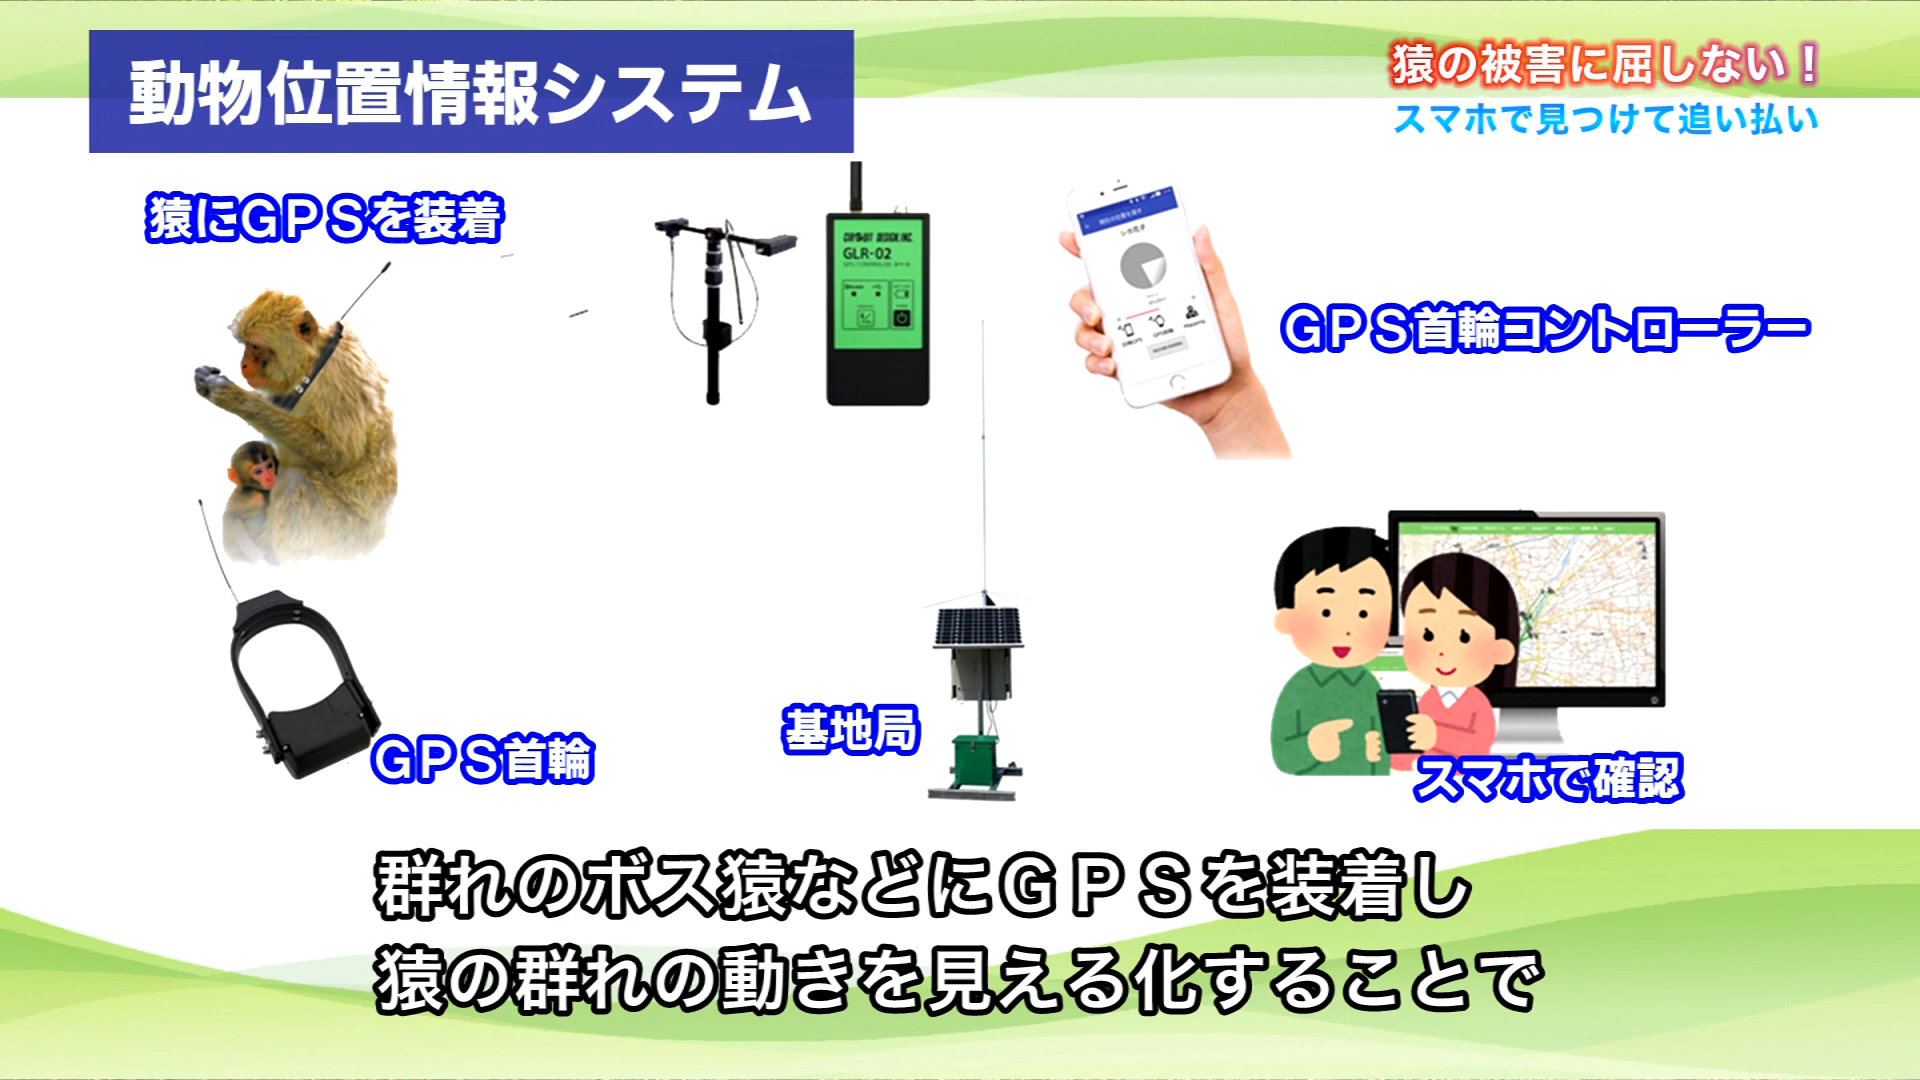 動物位置情報システム
猿の被害に屈しない！
スマホで見つけて追い払い
猿にＧＰＳを装着
GLR-02
ＧＰＳ首輪コントローラー
ＧＰＳ首輪
基地局
スマホで確認
群れのボス猿などにＧＰＳを装着し
猿の群れの動きを見える化することで